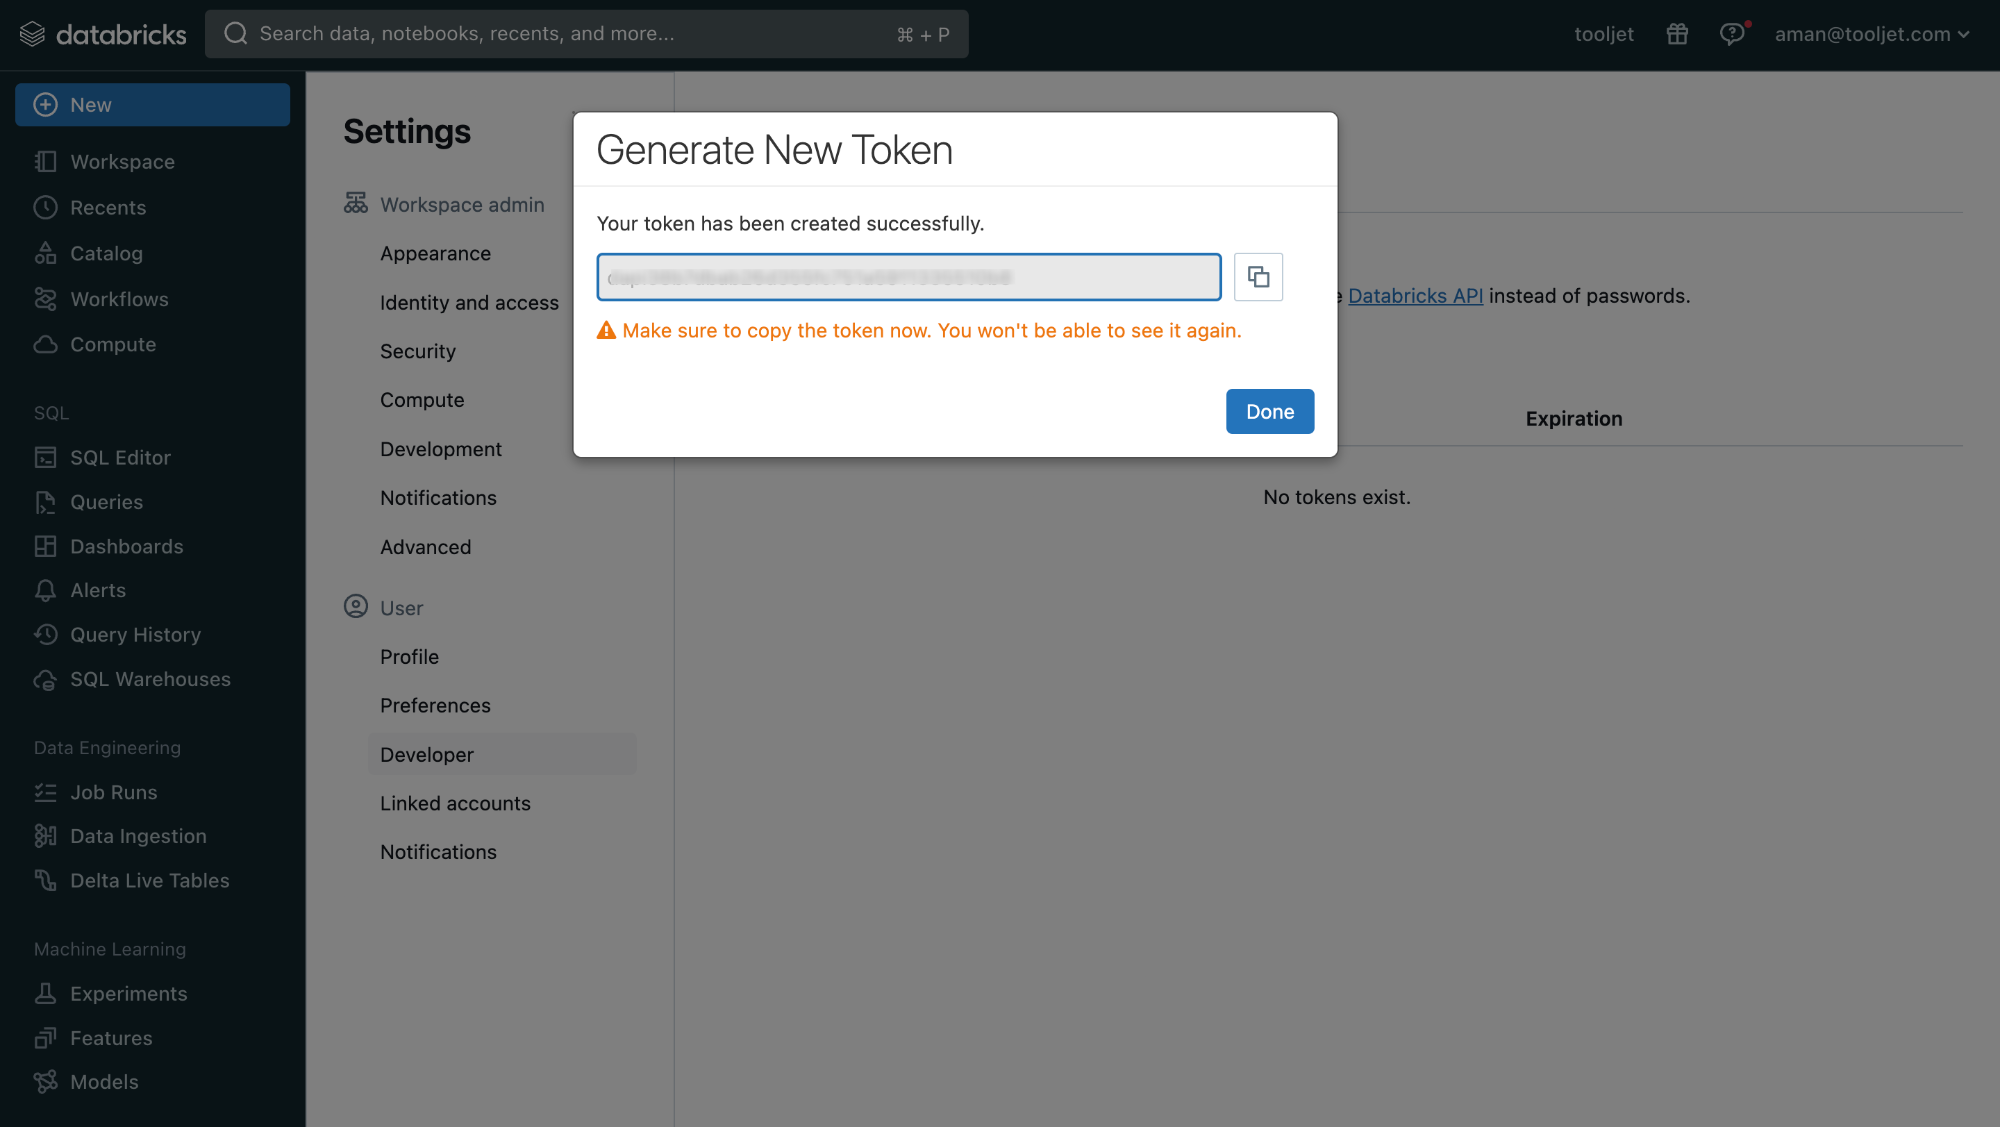 databricks
Search data, notebooks, recents, and more...
⌘ + P
tooljet
aman@tooljet.com
New
Workspace
Recents
Catalog
Workflows
Compute
SQL
SQL Editor
Queries
Dashboards
Alerts
Query History
SQL Warehouses
Data Engineering
Job Runs
Data Ingestion
Delta Live Tables
Machine Learning
Experiments
Features
Models
Settings
Workspace admin
Appearance
Identity and access
Security
Compute
Development
Notifications
Advanced
User
Profile
Preferences
Developer
Linked accounts
Notifications
Generate New Token
Your token has been created successfully.
Make sure to copy the token now. You won't be able to see it again.
Done
Databricks API instead of passwords.
Expiration
No tokens exist.